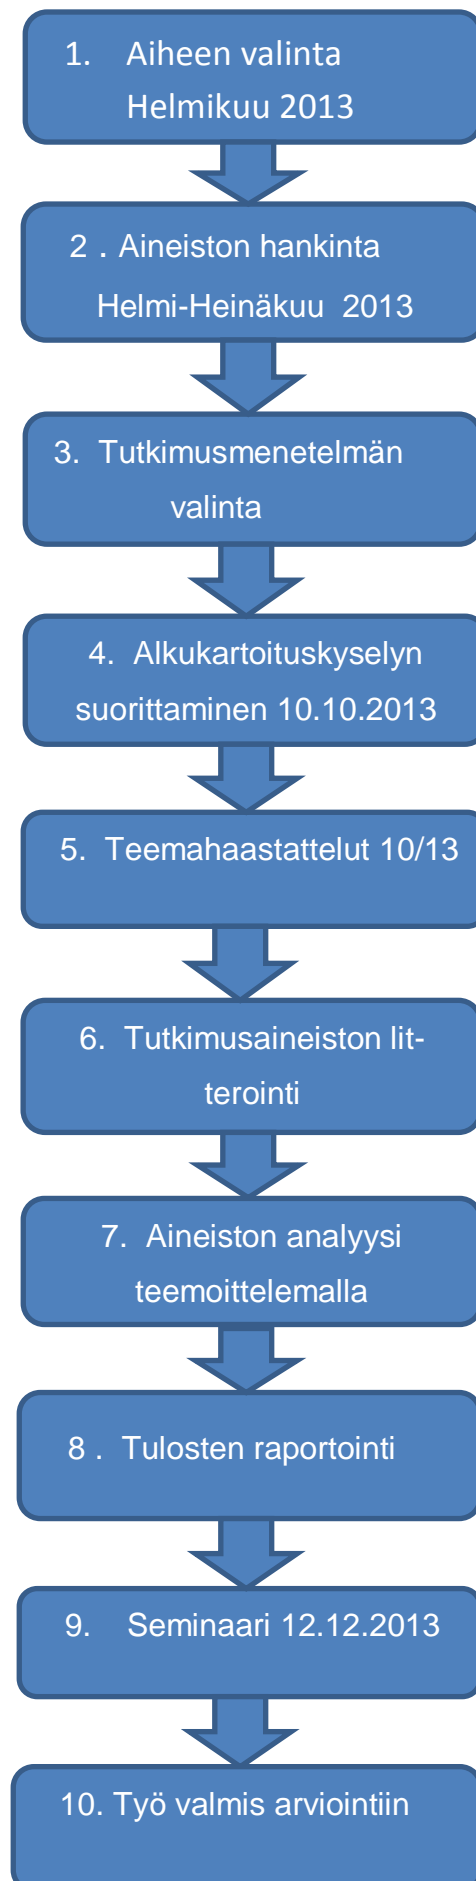 1. Aiheen valinta
Helmikuu 2013
2 . Aineiston hankinta
Helmi-Heinäkuu 2013
3. Tutkimusmenetelmän
valinta
4. Alkukartoituskyselyn
suorittaminen 10.10.2013
5. Teemahaastattelut 10/13
6. Tutkimusaineiston lit-
terointi
7. Aineiston analyysi
teemoittelemalla
8 . Tulosten raportointi
9. Seminaari 12.12.2013
10. Työ valmis arviointiin